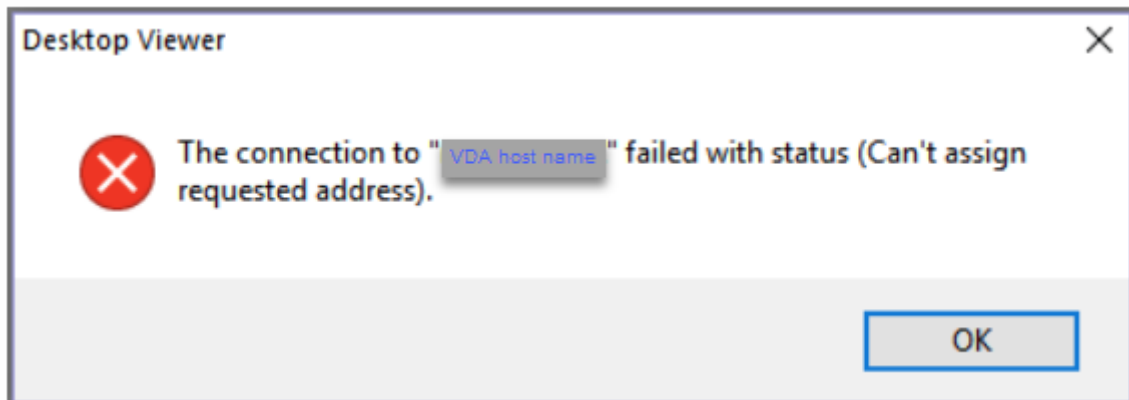 Desktop Viewer
The connection to "VDA host name" failed with status (Can't assign
requested address).
OK